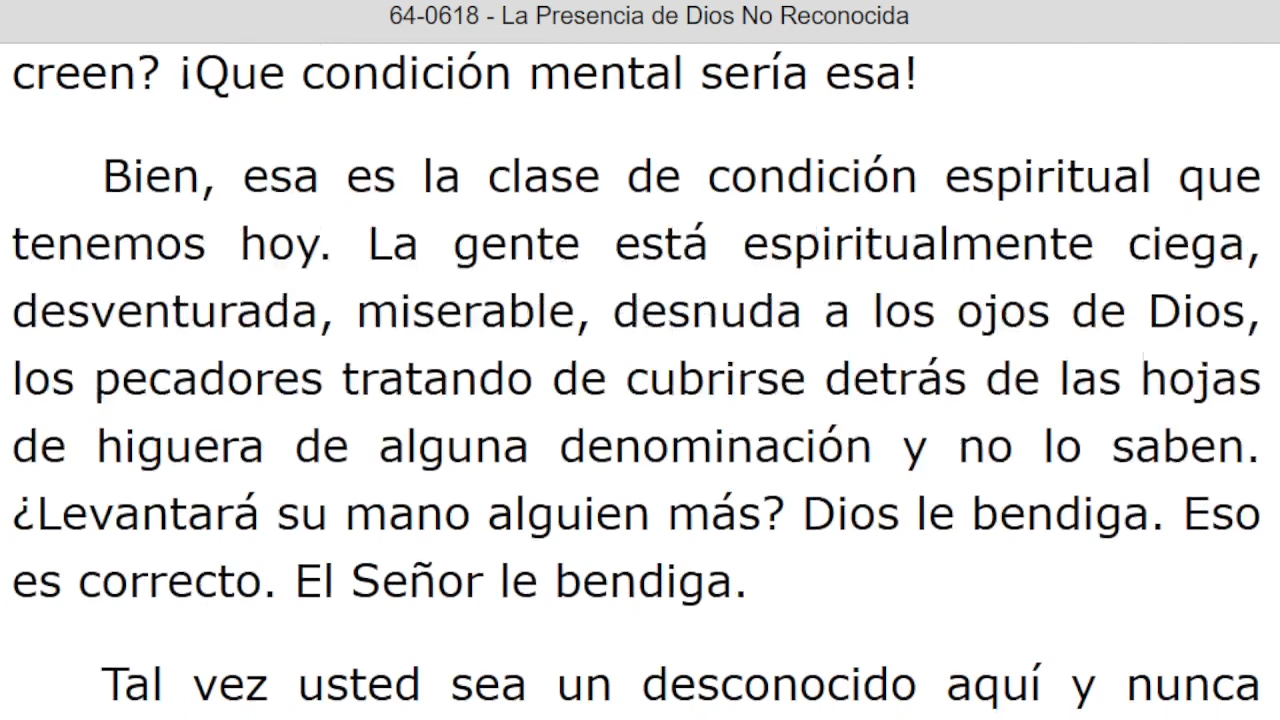 64-0618 - La Presencia de Dios No Reconocida
creen? ¡Que condición mental sería esa!
Bien, esa es la clase de condición espiritual que
tenemos hoy. La gente está espiritualmente ciega,
desventurada, miserable, desnuda a los ojos de Dios,
los pecadores tratando de cubrirse detrás de las hojas
de higuera de alguna denominación y no lo saben.
¿Levantará su mano alguien más? Dios le bendiga. Eso
es correcto. El Señor le bendiga.
Tal vez usted sea un desconocido aquí y nunca